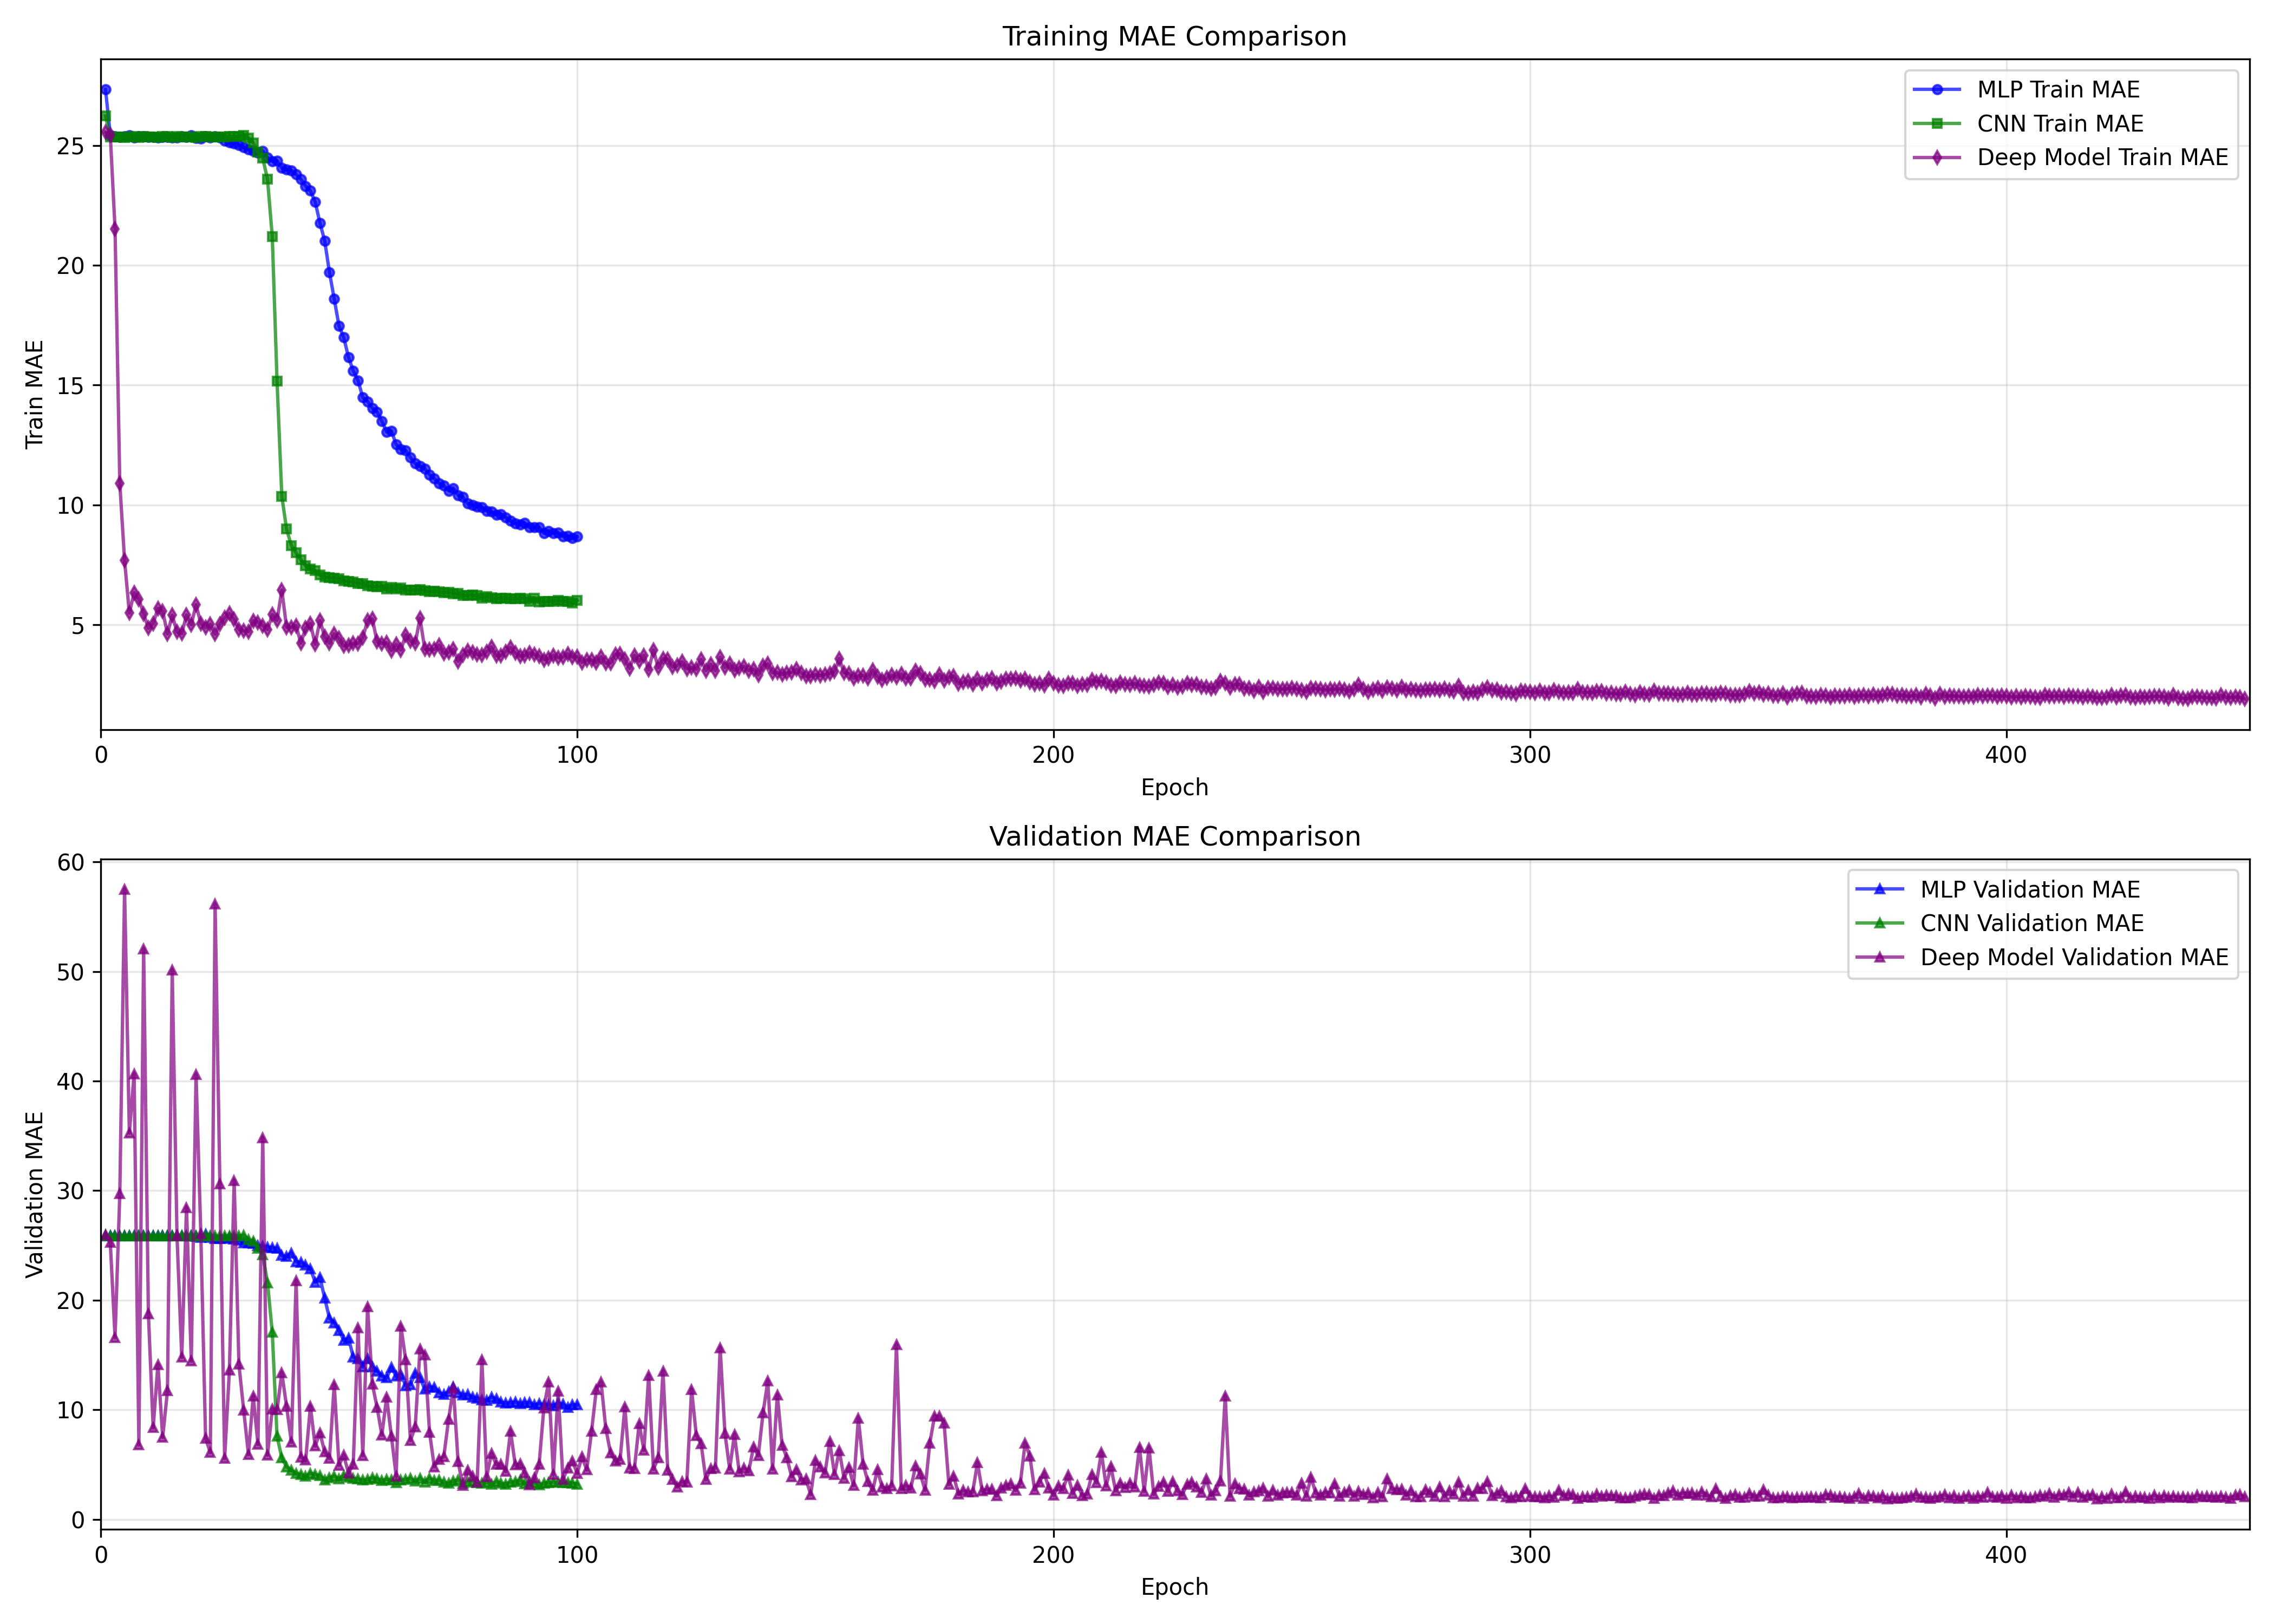 Training MAE Comparison
MLP Train MAE
CNN Train MAE
Deep Model Train MAE
Train MAE
25
20
15
10
5
0 100 200 300 400
Epoch
Validation MAE Comparison
MLP Validation MAE
CNN Validation MAE
Deep Model Validation MAE
Validation MAE
60
50
40
30
20
10
0
0 100 200 300 400
Epoch